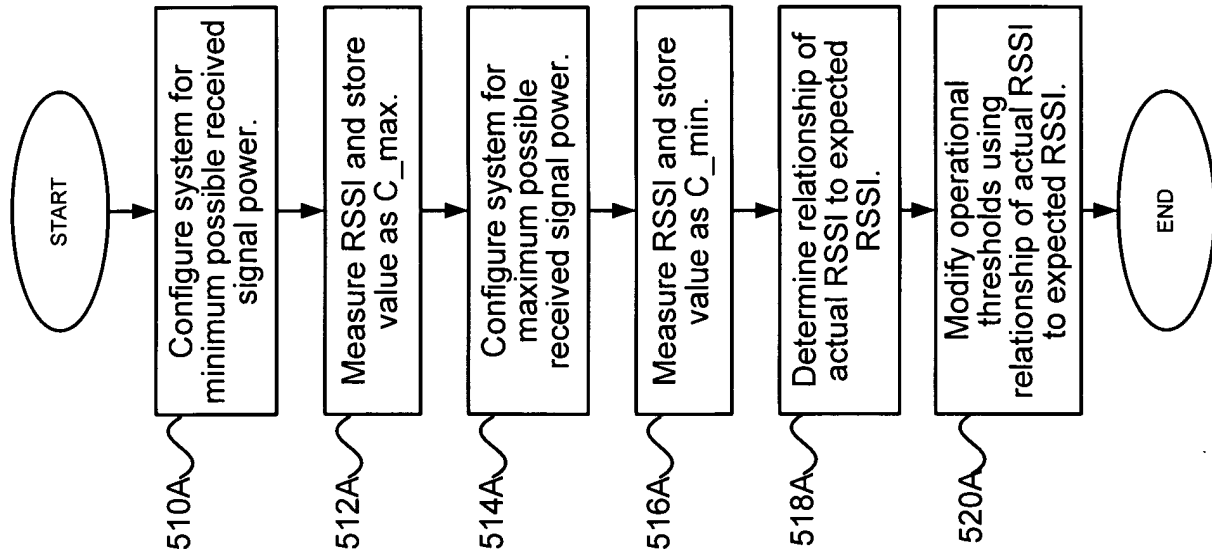 START
510A
Configure system for
minimum possible received
signal power.
512A
Measure RSSI and store
value as C_max.
514A
Configure system for
maximum possible
received signal power.
516A
Measure RSSI and store
value as C_min.
518A
Determine relationship of
actual RSSI to expected
RSSI.
520A
Modify operational
thresholds using
relationship of actual RSSI
to expected RSSI.
END